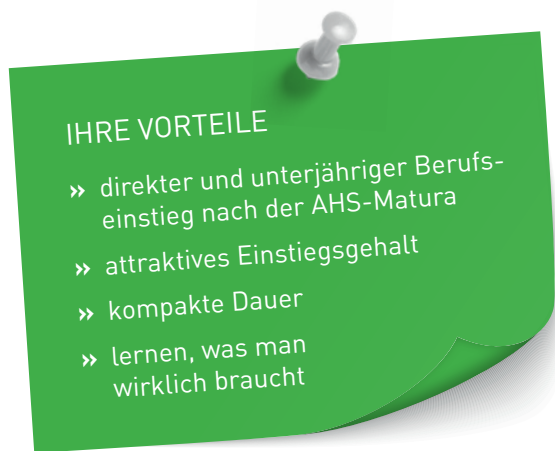 IHRE VORTEILE
» direkter und unterjähriger Berufs-
einstieg nach der AHS-Matura
» attraktives Einstiegsgehalt
» kompakte Dauer
» lernen, was man
wirklich braucht